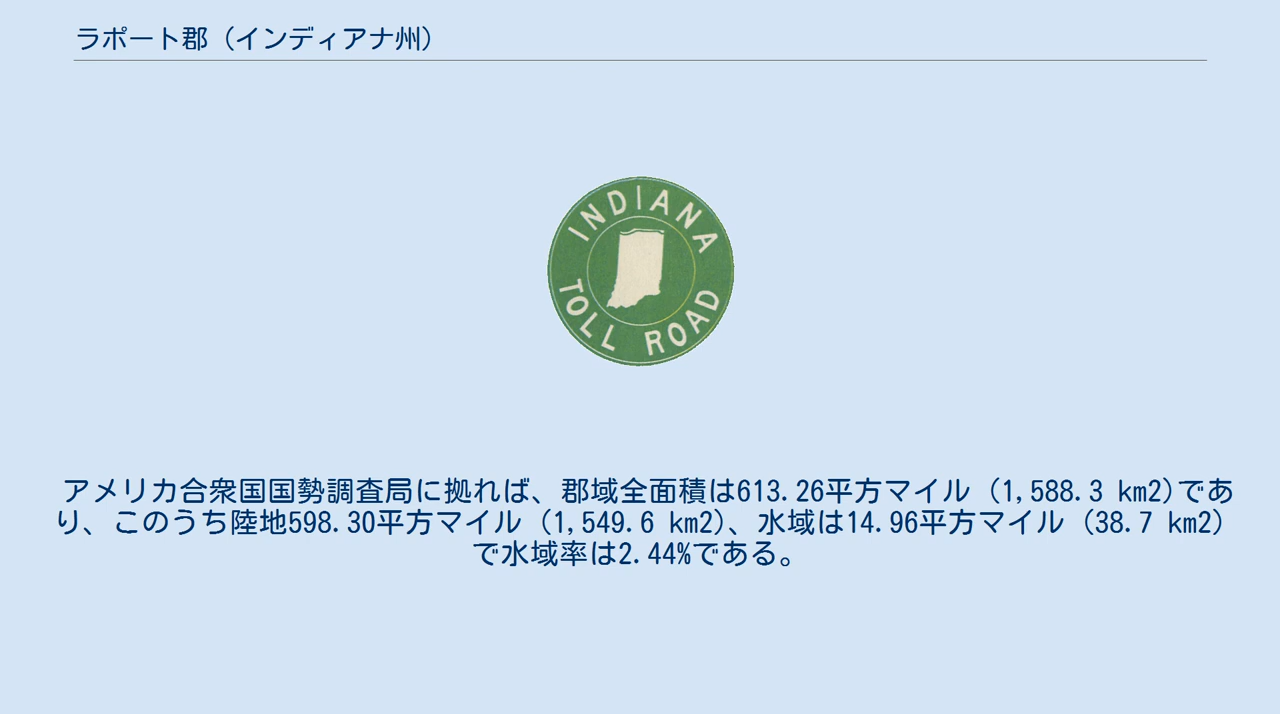 ラポート郡（インディアナ州）
INDIANA
TOLL ROAD
アメリカ合衆国国勢調査局に拠れば、郡域全面積は613.26平方マイル (1,588.3 km2)であ
り、このうち陸地598.30平方マイル (1,549.6 km2)、水域は14.96平方マイル (38.7 km2)
で水域率は2.44%である。